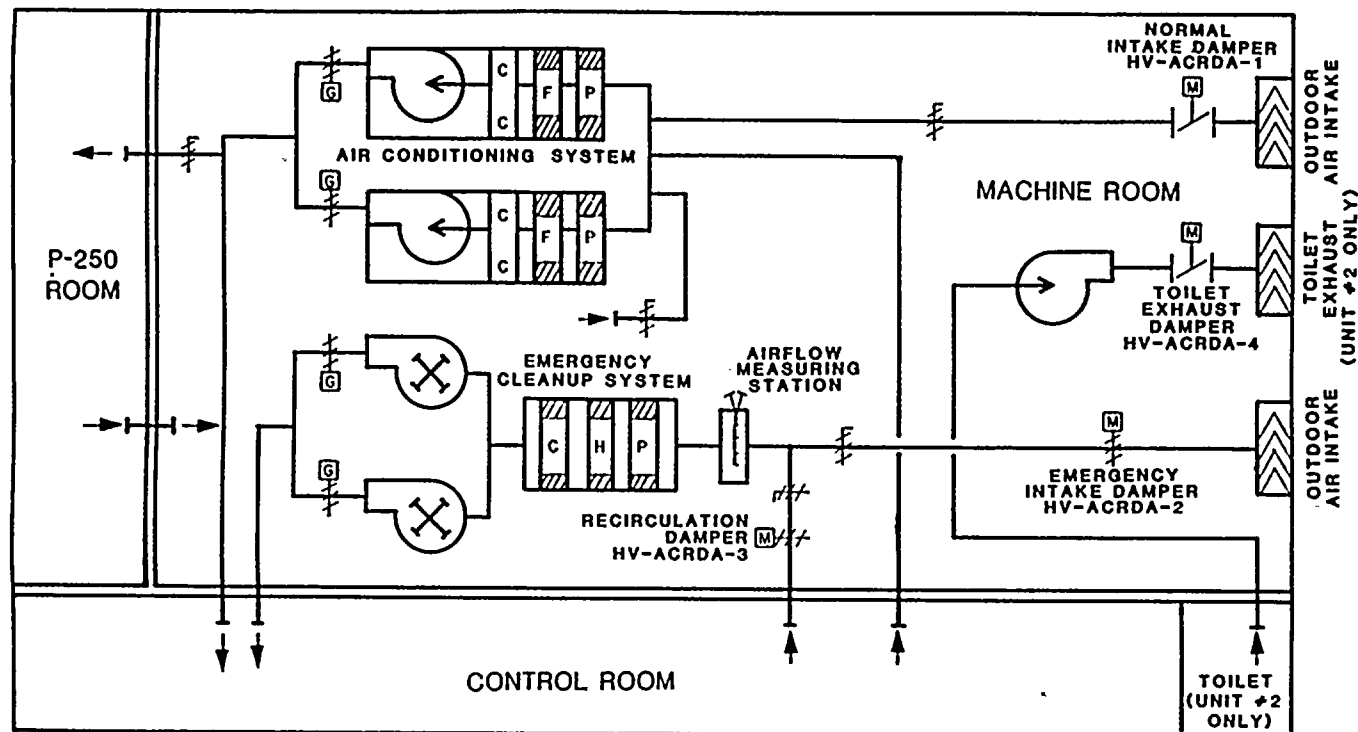 NORMAL
INTAKE DAMPER
HV-ACRDA-1
M
OUTDOOR
AIR INTAKE
G
C
C
F
P
AIR CONDITIONING SYSTEM
G
C
C
F
P
MACHINE ROOM
P-250
ROOM
M
TOILET
EXHAUST
DAMPER
HV-ACRDA-4
TOILET
EXHAUST
(UNIT #2 ONLY)
G
EMERGENCY
CLEANUP SYSTEM
AIRFLOW
MEASURING
STATION
C
H
P
M
EMERGENCY
INTAKE DAMPER
HV-ACRDA-2
OUTDOOR
AIR INTAKE
G
RECIRCULATION
DAMPER
HV-ACRDA-3
M
CONTROL ROOM
TOILET
(UNIT #2
ONLY)